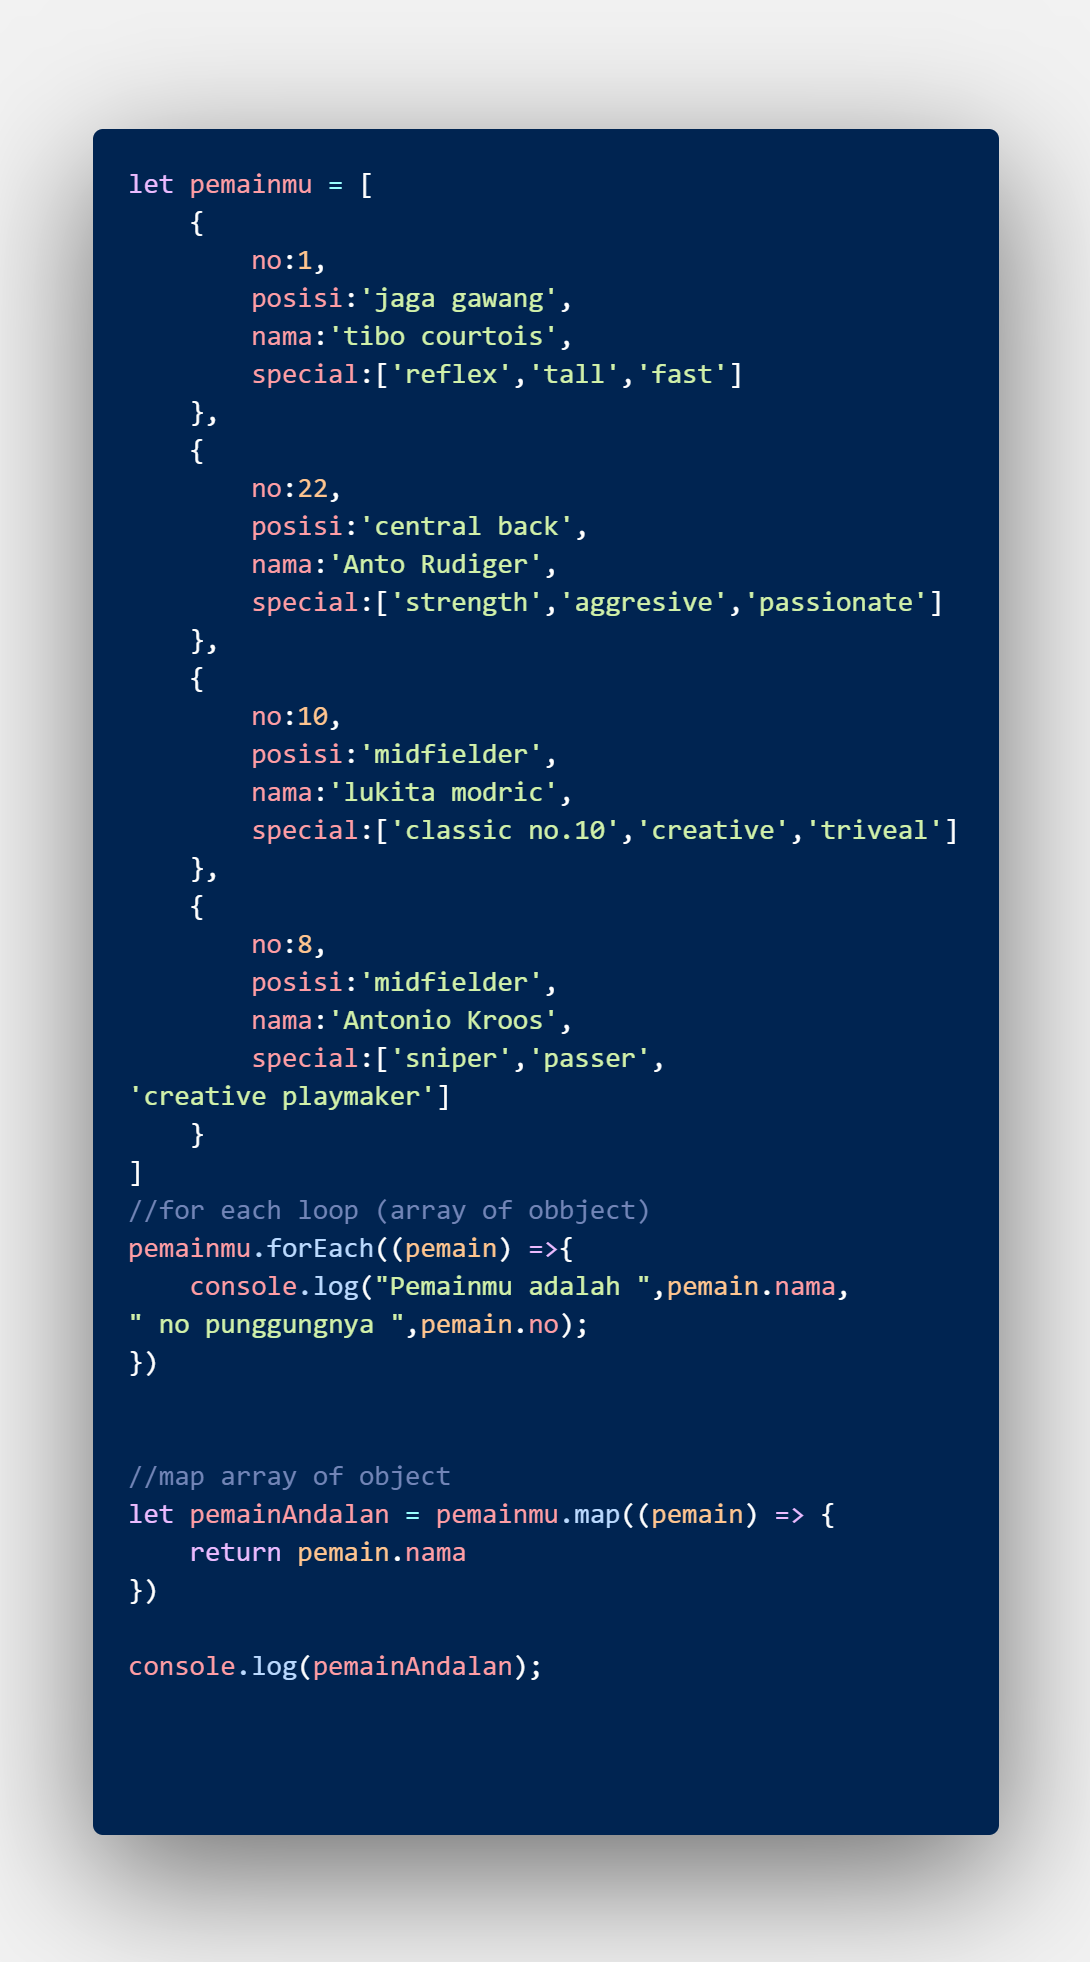 let pemainmu = [
    {
        no:1,
        posisi:'jaga gawang',
        nama:'tibo courtois',
        special:['reflex','tall','fast']
    },
    {
        no:22,
        posisi:'central back',
        nama:'Anto Rudiger',
        special:['strength','aggresive','passionate']
    },
    {
        no:10,
        posisi:'midfielder',
        nama:'lukita modric',
        special:['classic no.10','creative','triveal']
    },
    {
        no:8,
        posisi:'midfielder',
        nama:'Antonio Kroos',
        special:['sniper','passer',
'creative playmaker']
    }
]
//for each loop (array of obbject)
pemainmu.forEach((pemain) =>{
    console.log("Pemainmu adalah ",pemain.nama,
" no punggungnya ",pemain.no);
})
//map array of object
let pemainAndalan = pemainmu.map((pemain) => {
    return pemain.nama
})
console.log(pemainAndalan);